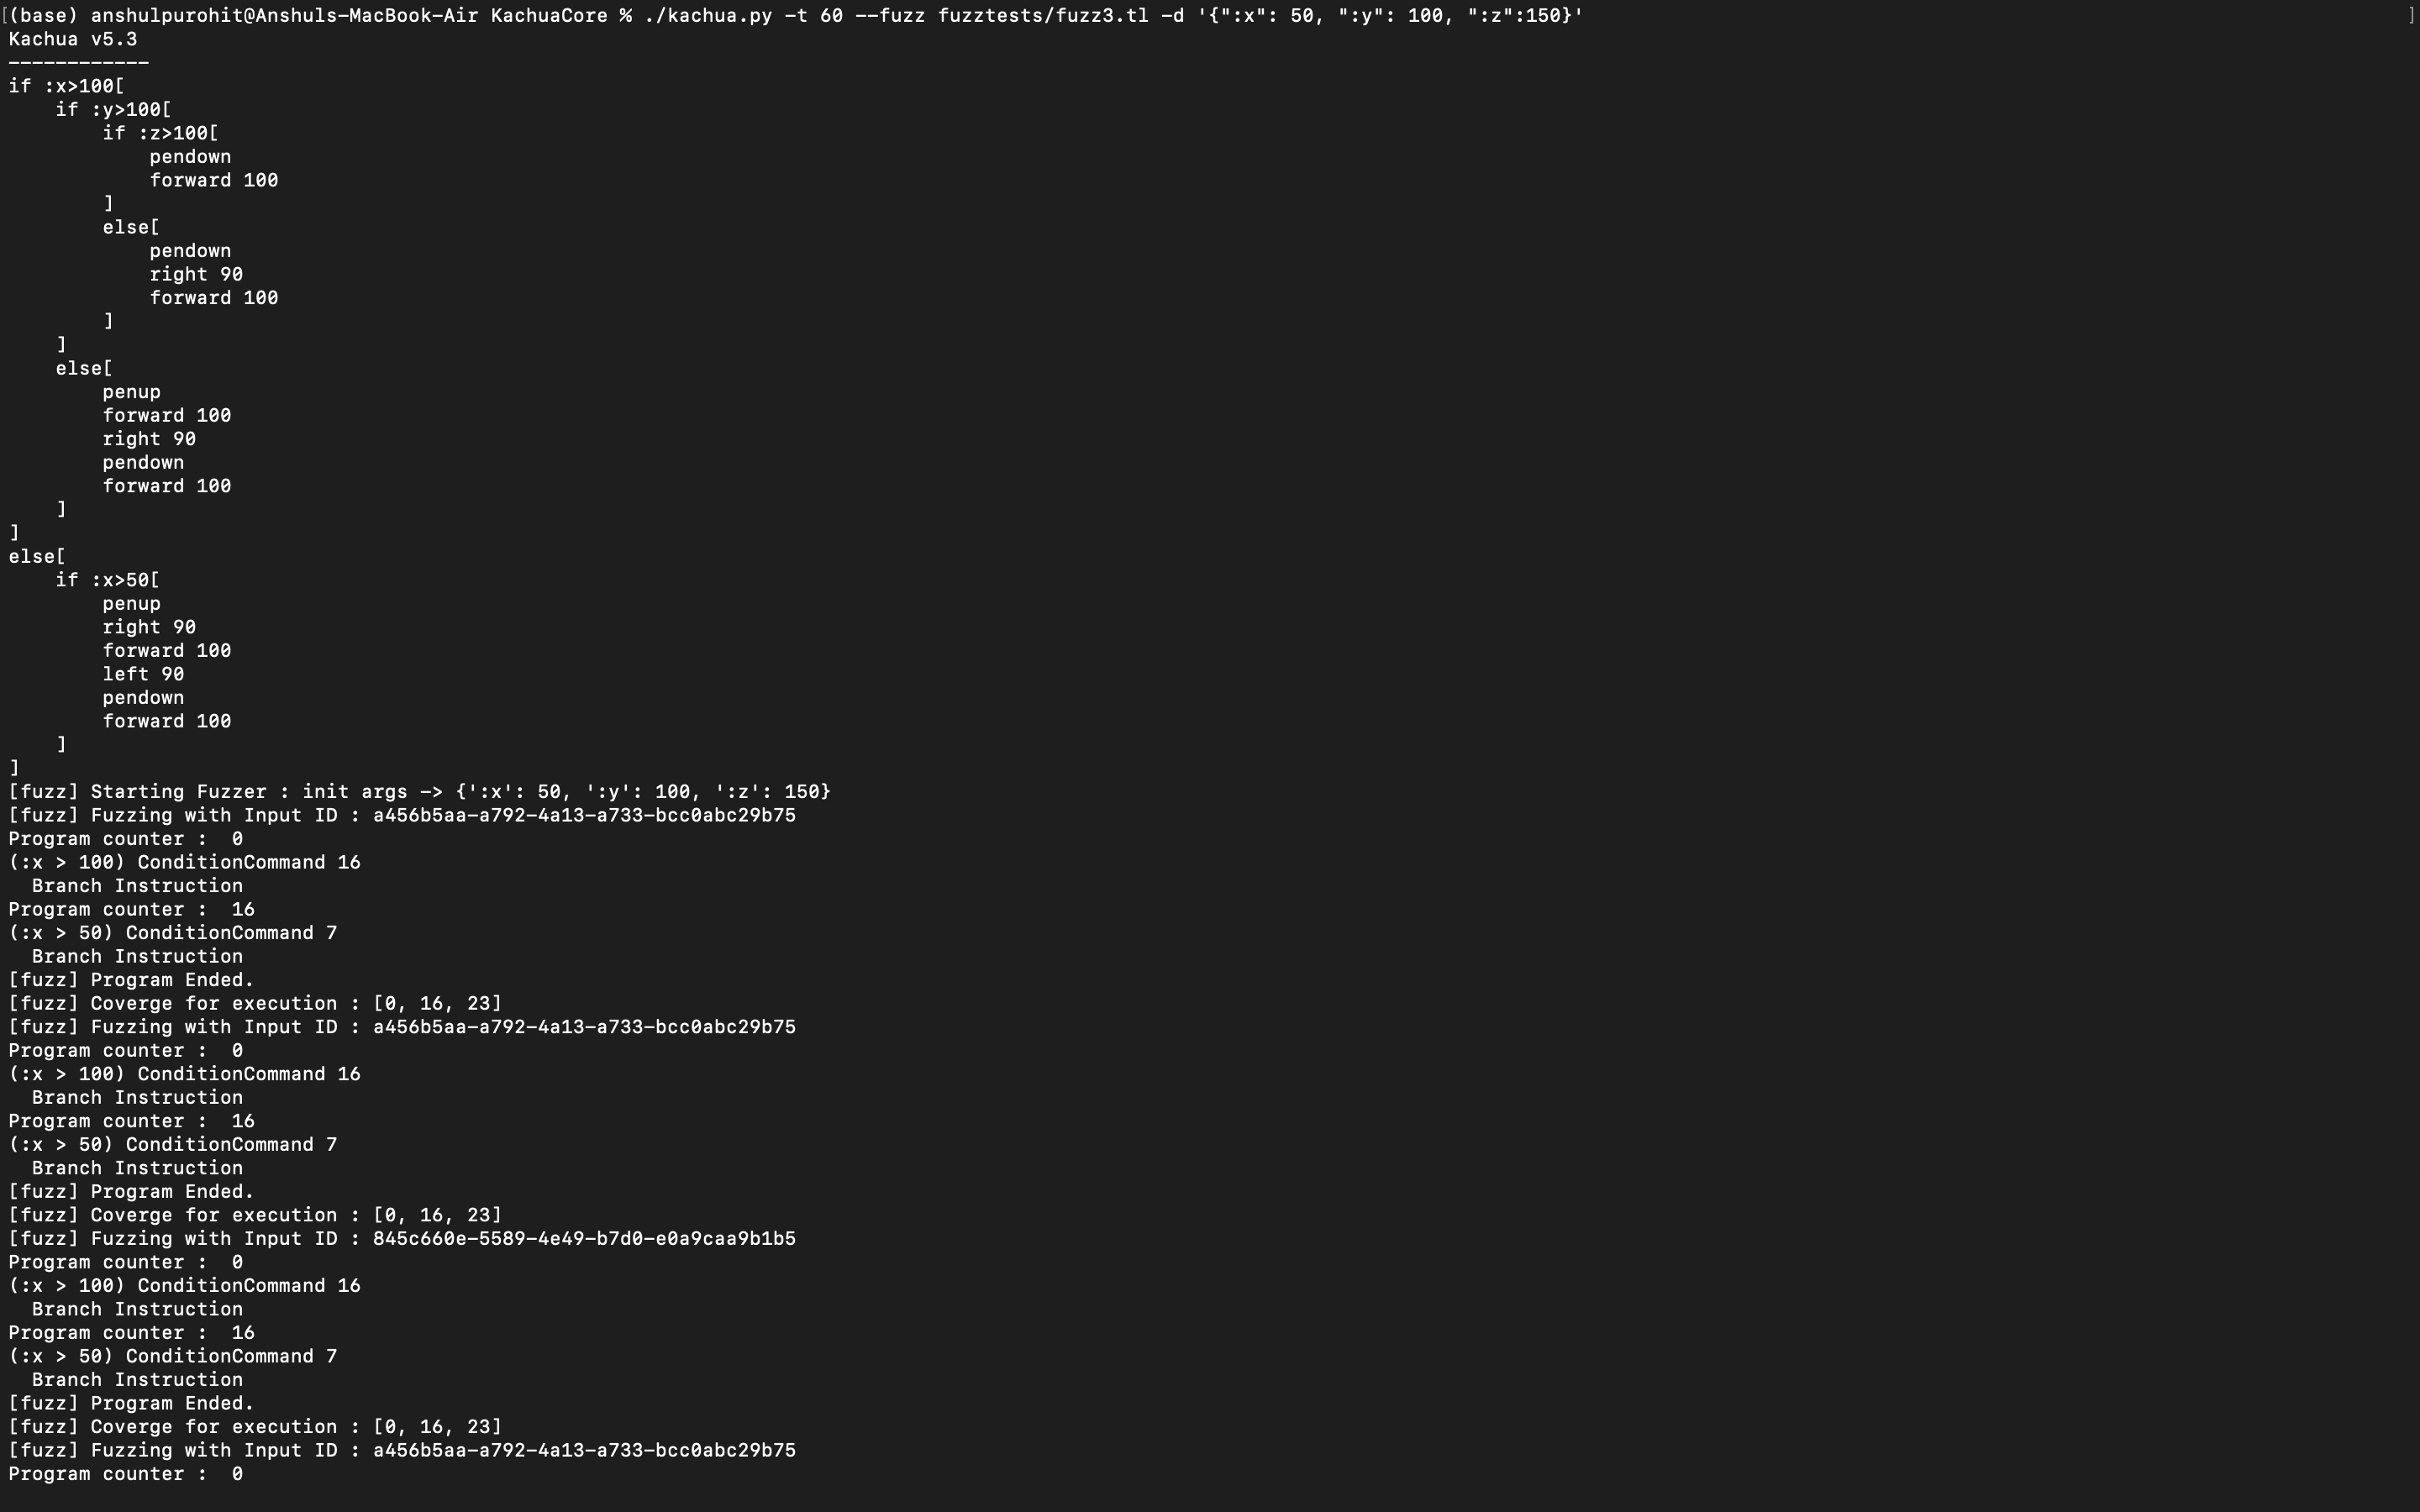 [(base) anshulpurohit@Anshuls-MacBook-Air KachuaCore % ./kachua.py -t 60 --fuzz fuzztests/fuzz3.tl -d '{":x": 50, ":y": 100, ":z":150}' ]
Kachua v5.3
------------
if :x>100[
    if :y>100[
        if :z>100[
            pendown
            forward 100
        ]
        else[
            pendown
            right 90
            forward 100
        ]
    ]
    else[
        penup
        forward 100
        right 90
        pendown
        forward 100
    ]
]
else[
    if :x>50[
        penup
        right 90
        forward 100
        left 90
        pendown
        forward 100
    ]
]
[fuzz] Starting Fuzzer : init args -> {':x': 50, ':y': 100, ':z': 150}
[fuzz] Fuzzing with Input ID : a456b5aa-a792-4a13-a733-bcc0abc29b75
Program counter :  0
(:x > 100) ConditionCommand 16
  Branch Instruction
Program counter :  16
(:x > 50) ConditionCommand 7
  Branch Instruction
[fuzz] Program Ended.
[fuzz] Coverge for execution : [0, 16, 23]
[fuzz] Fuzzing with Input ID : a456b5aa-a792-4a13-a733-bcc0abc29b75
Program counter :  0
(:x > 100) ConditionCommand 16
  Branch Instruction
Program counter :  16
(:x > 50) ConditionCommand 7
  Branch Instruction
[fuzz] Program Ended.
[fuzz] Coverge for execution : [0, 16, 23]
[fuzz] Fuzzing with Input ID : 845c660e-5589-4e49-b7d0-e0a9caa9b1b5
Program counter :  0
(:x > 100) ConditionCommand 16
  Branch Instruction
Program counter :  16
(:x > 50) ConditionCommand 7
  Branch Instruction
[fuzz] Program Ended.
[fuzz] Coverge for execution : [0, 16, 23]
[fuzz] Fuzzing with Input ID : a456b5aa-a792-4a13-a733-bcc0abc29b75
Program counter :  0